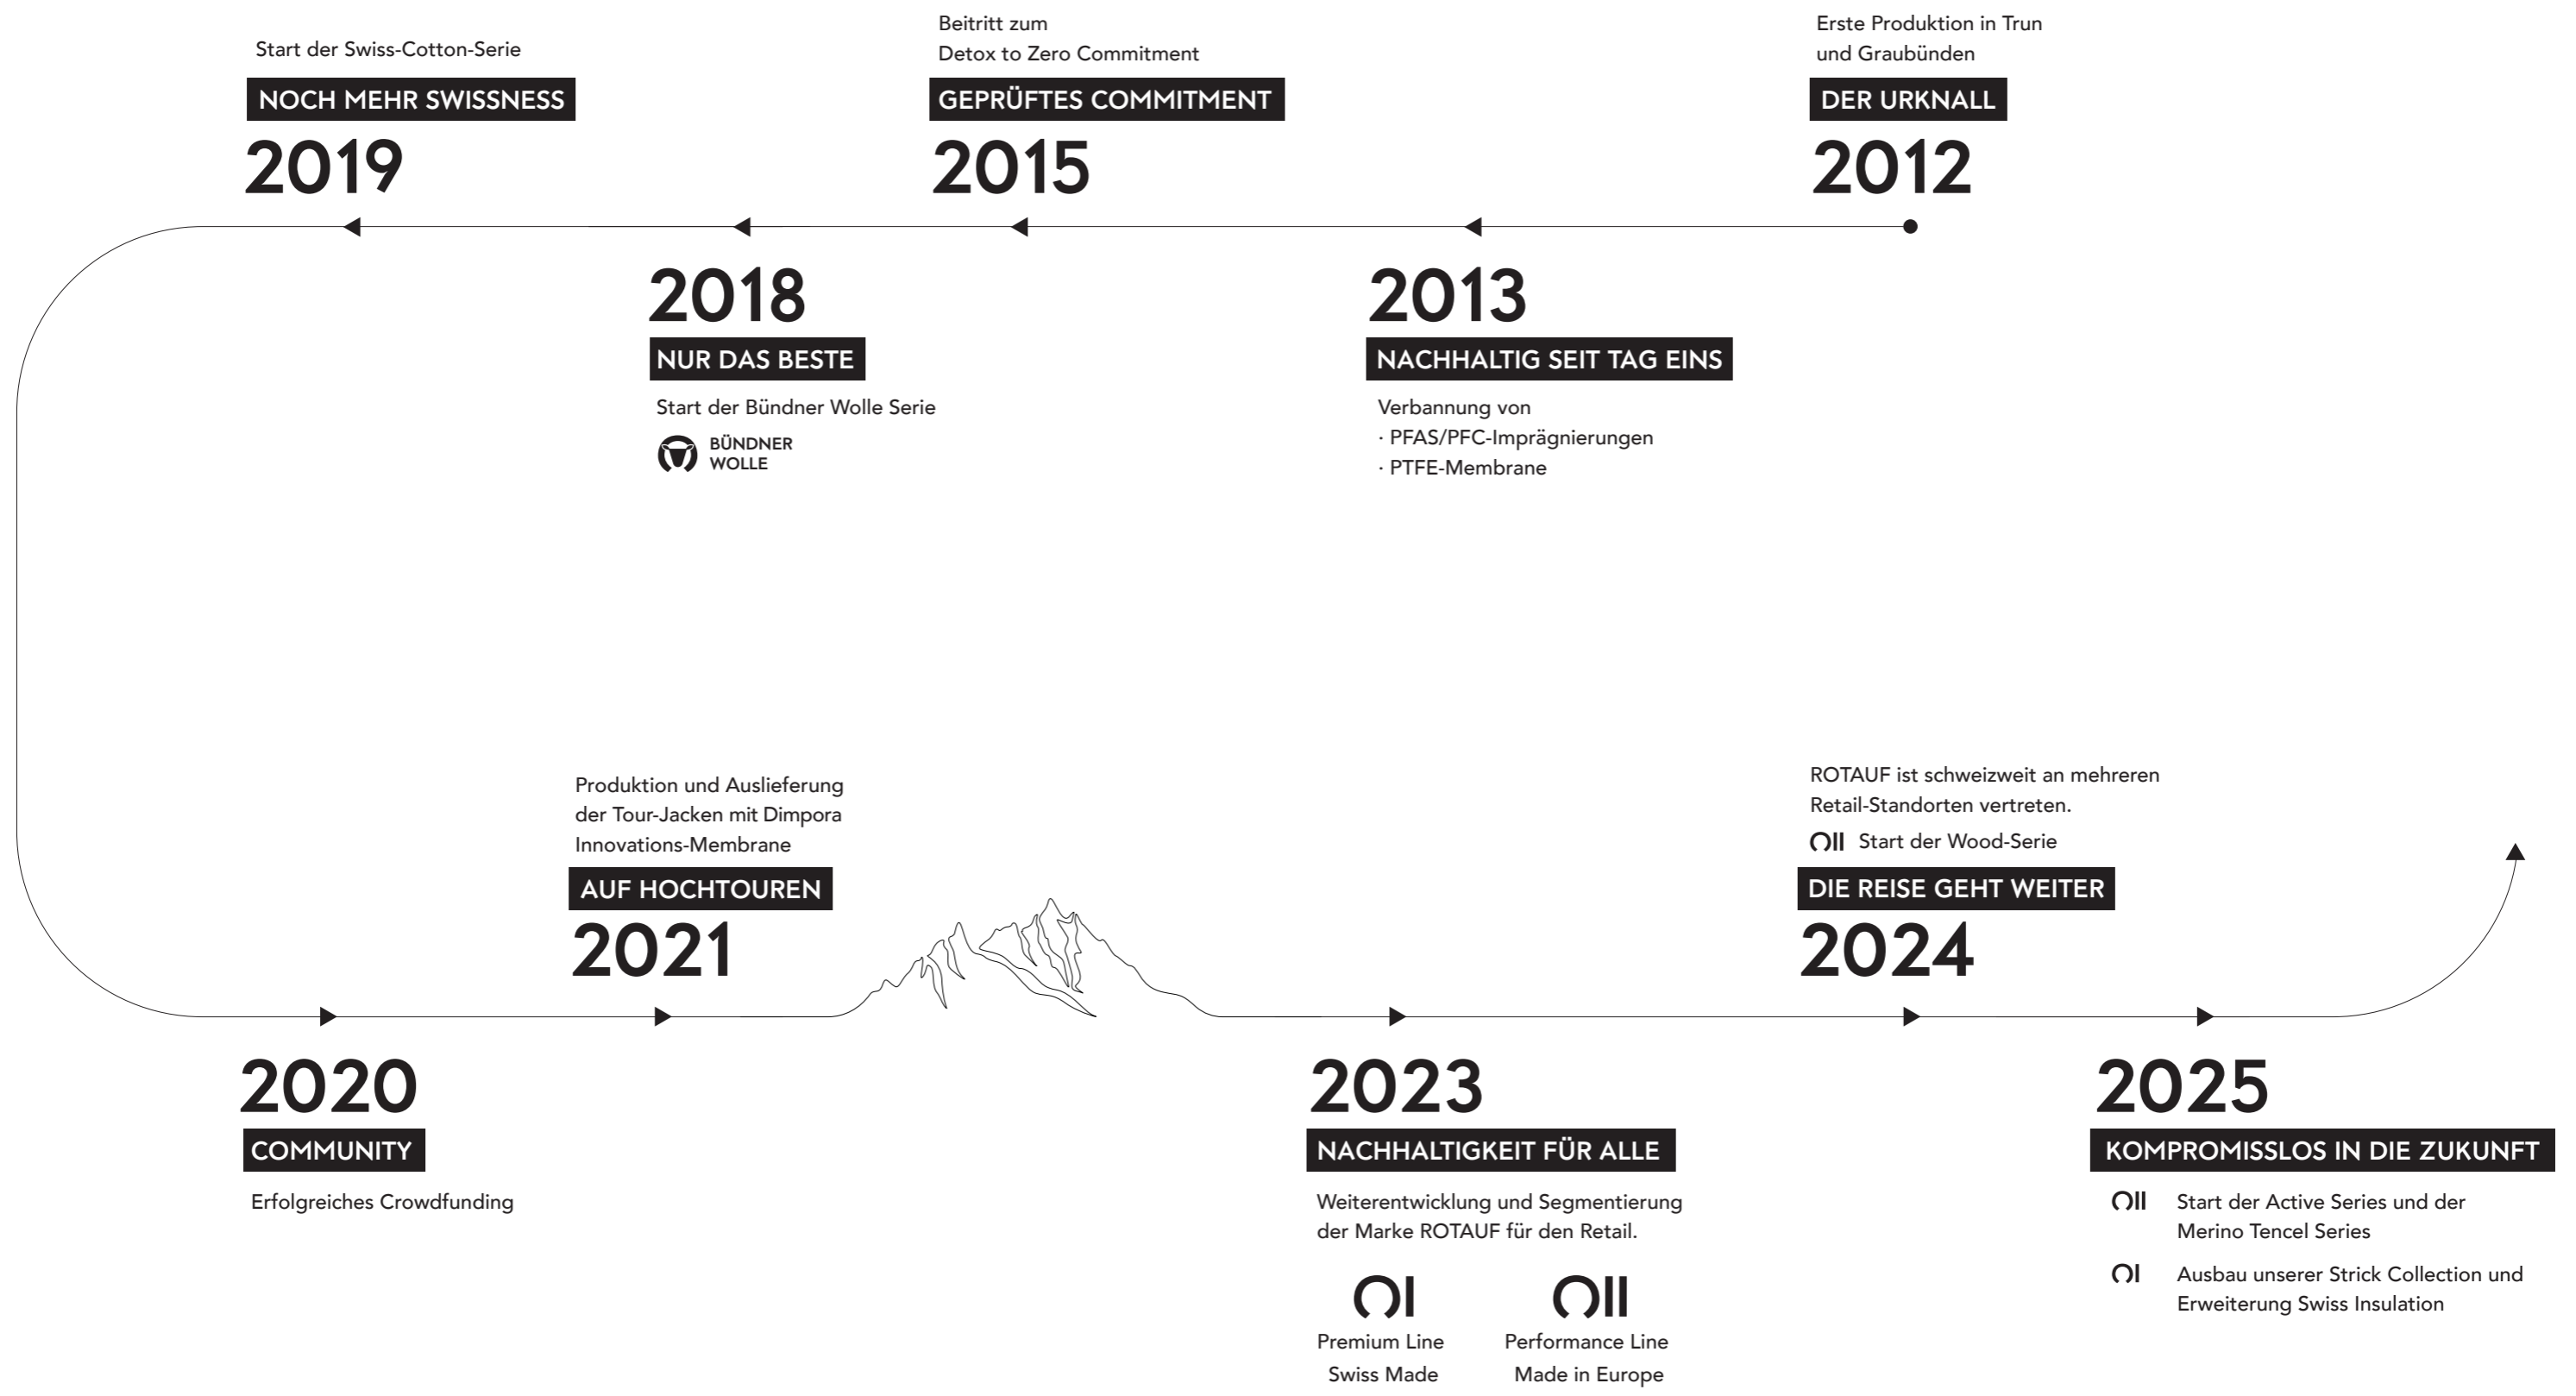 Erste Produktion in Trun
und Graubünden
DER URKNALL
2012
2013
NACHHALTIG SEIT TAG EINS
Verbannung von
· PFAS/PFC-Imprägnierungen
· PTFE-Membrane
Beitritt zum
Detox to Zero Commitment
GEPRÜFTES COMMITMENT
2015
2018
NUR DAS BESTE
Start der Bündner Wolle Serie
BÜNDNER
WOLLE
Start der Swiss-Cotton-Serie
NOCH MEHR SWISSNESS
2019
2020
COMMUNITY
Erfolgreiches Crowdfunding
Produktion und Auslieferung
der Tour-Jacken mit Dimpora
Innovations-Membrane
AUF HOCHTOUREN
2021
2023
NACHHALTIGKEIT FÜR ALLE
Weiterentwicklung und Segmentierung
der Marke ROTAUF für den Retail.
Premium Line
Swiss Made
Performance Line
Made in Europe
ROTAUF ist schweizweit an mehreren
Retail-Standorten vertreten.
Start der Wood-Serie
DIE REISE GEHT WEITER
2024
2025
KOMPROMISSLOS IN DIE ZUKUNFT
Start der Active Series und der
Merino Tencel Series
Ausbau unserer Strick Collection und
Erweiterung Swiss Insulation